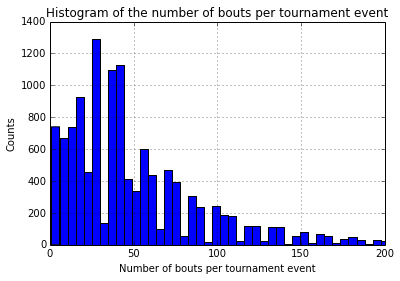 Histogram of the number of bouts per tournament event
1400
1200
1000
800
600
400
200
0
0 50 100 150 200
Counts
Number of bouts per tournament event